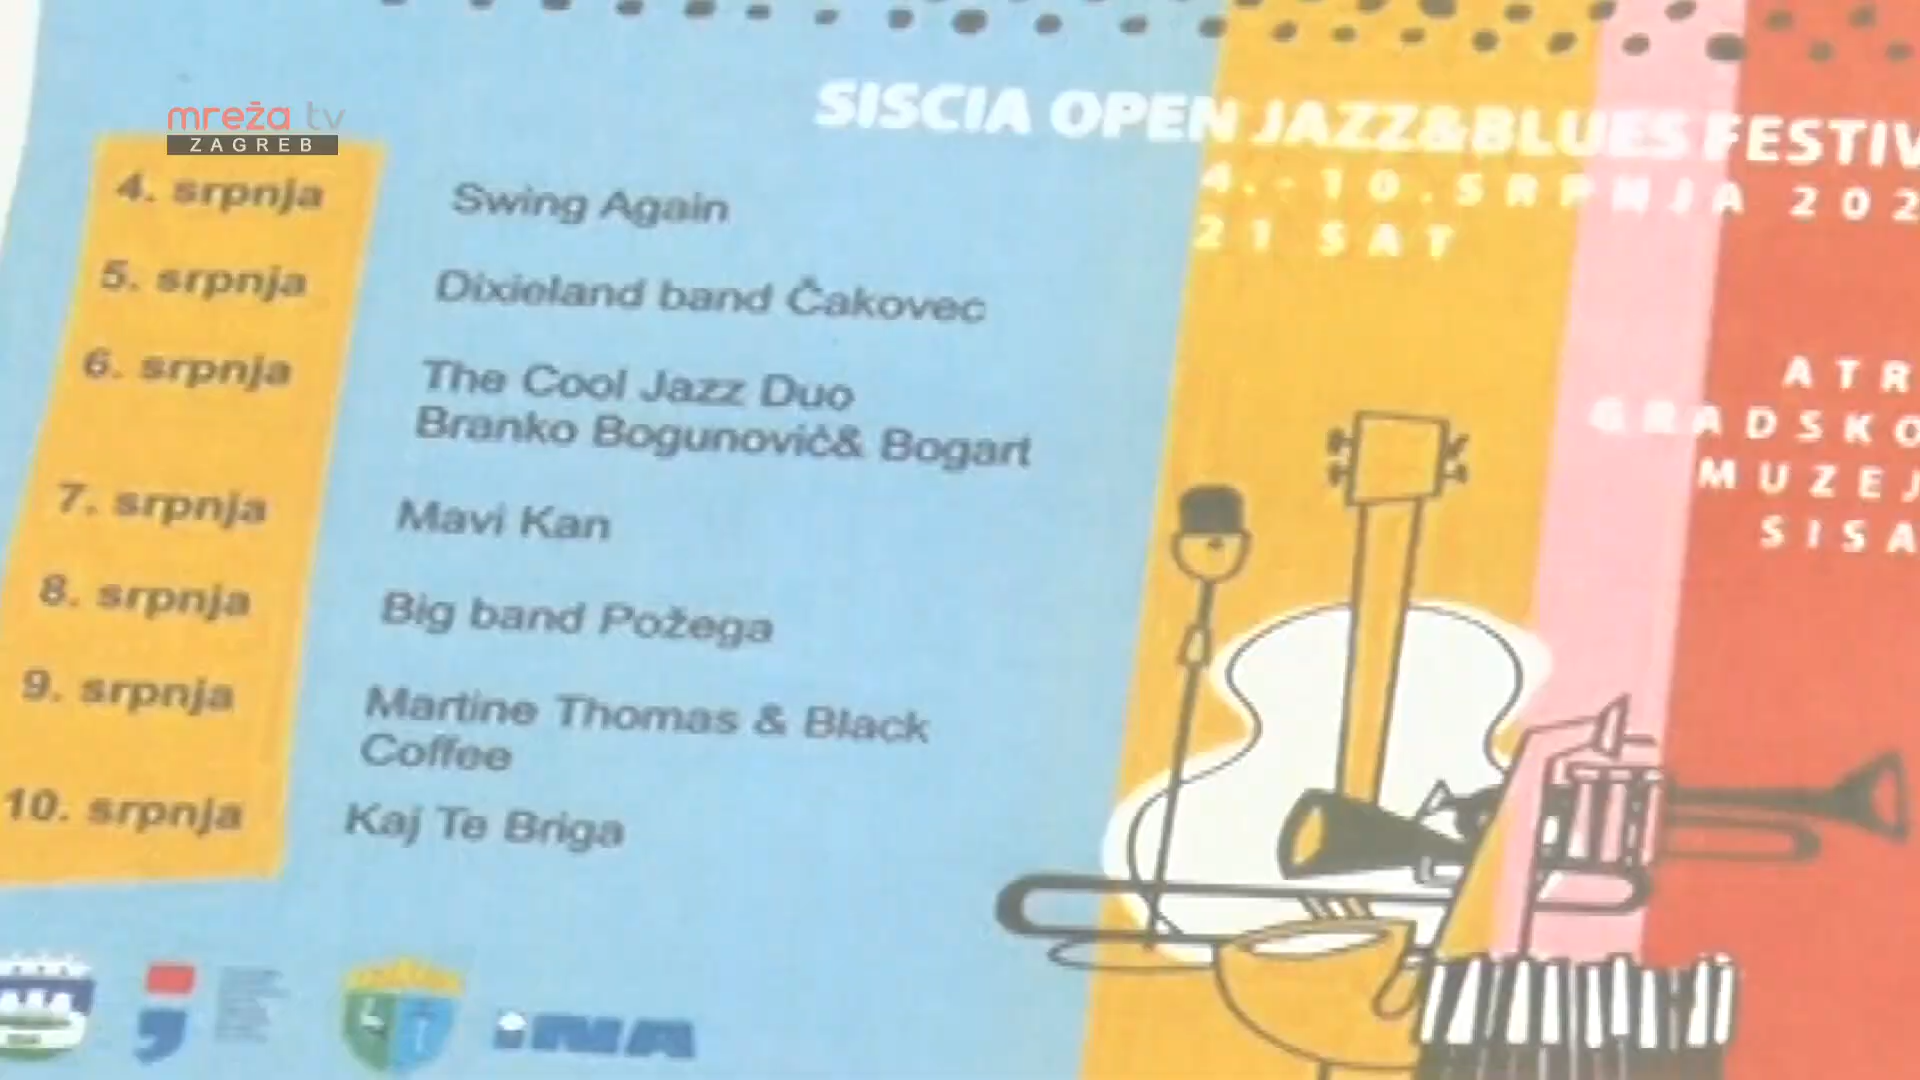 mreža tv
ZAGREB
SISCIA OPEN JAZZ&BLUES FESTIV
4.-10.SRPNJA 202
21 SAT
4. srpnja Swing Again
5. srpnja Dixieland band Čakovec
6. srpnja The Cool Jazz Duo
Branko Bogunović& Bogart
7. srpnja Mavi Kan
8. srpnja Big band Požega
9. srpnja Martine Thomas & Black
Coffee
10. srpnja Kaj Te Briga
ATR
GRADSKO
MUZEJ
SISA
INA